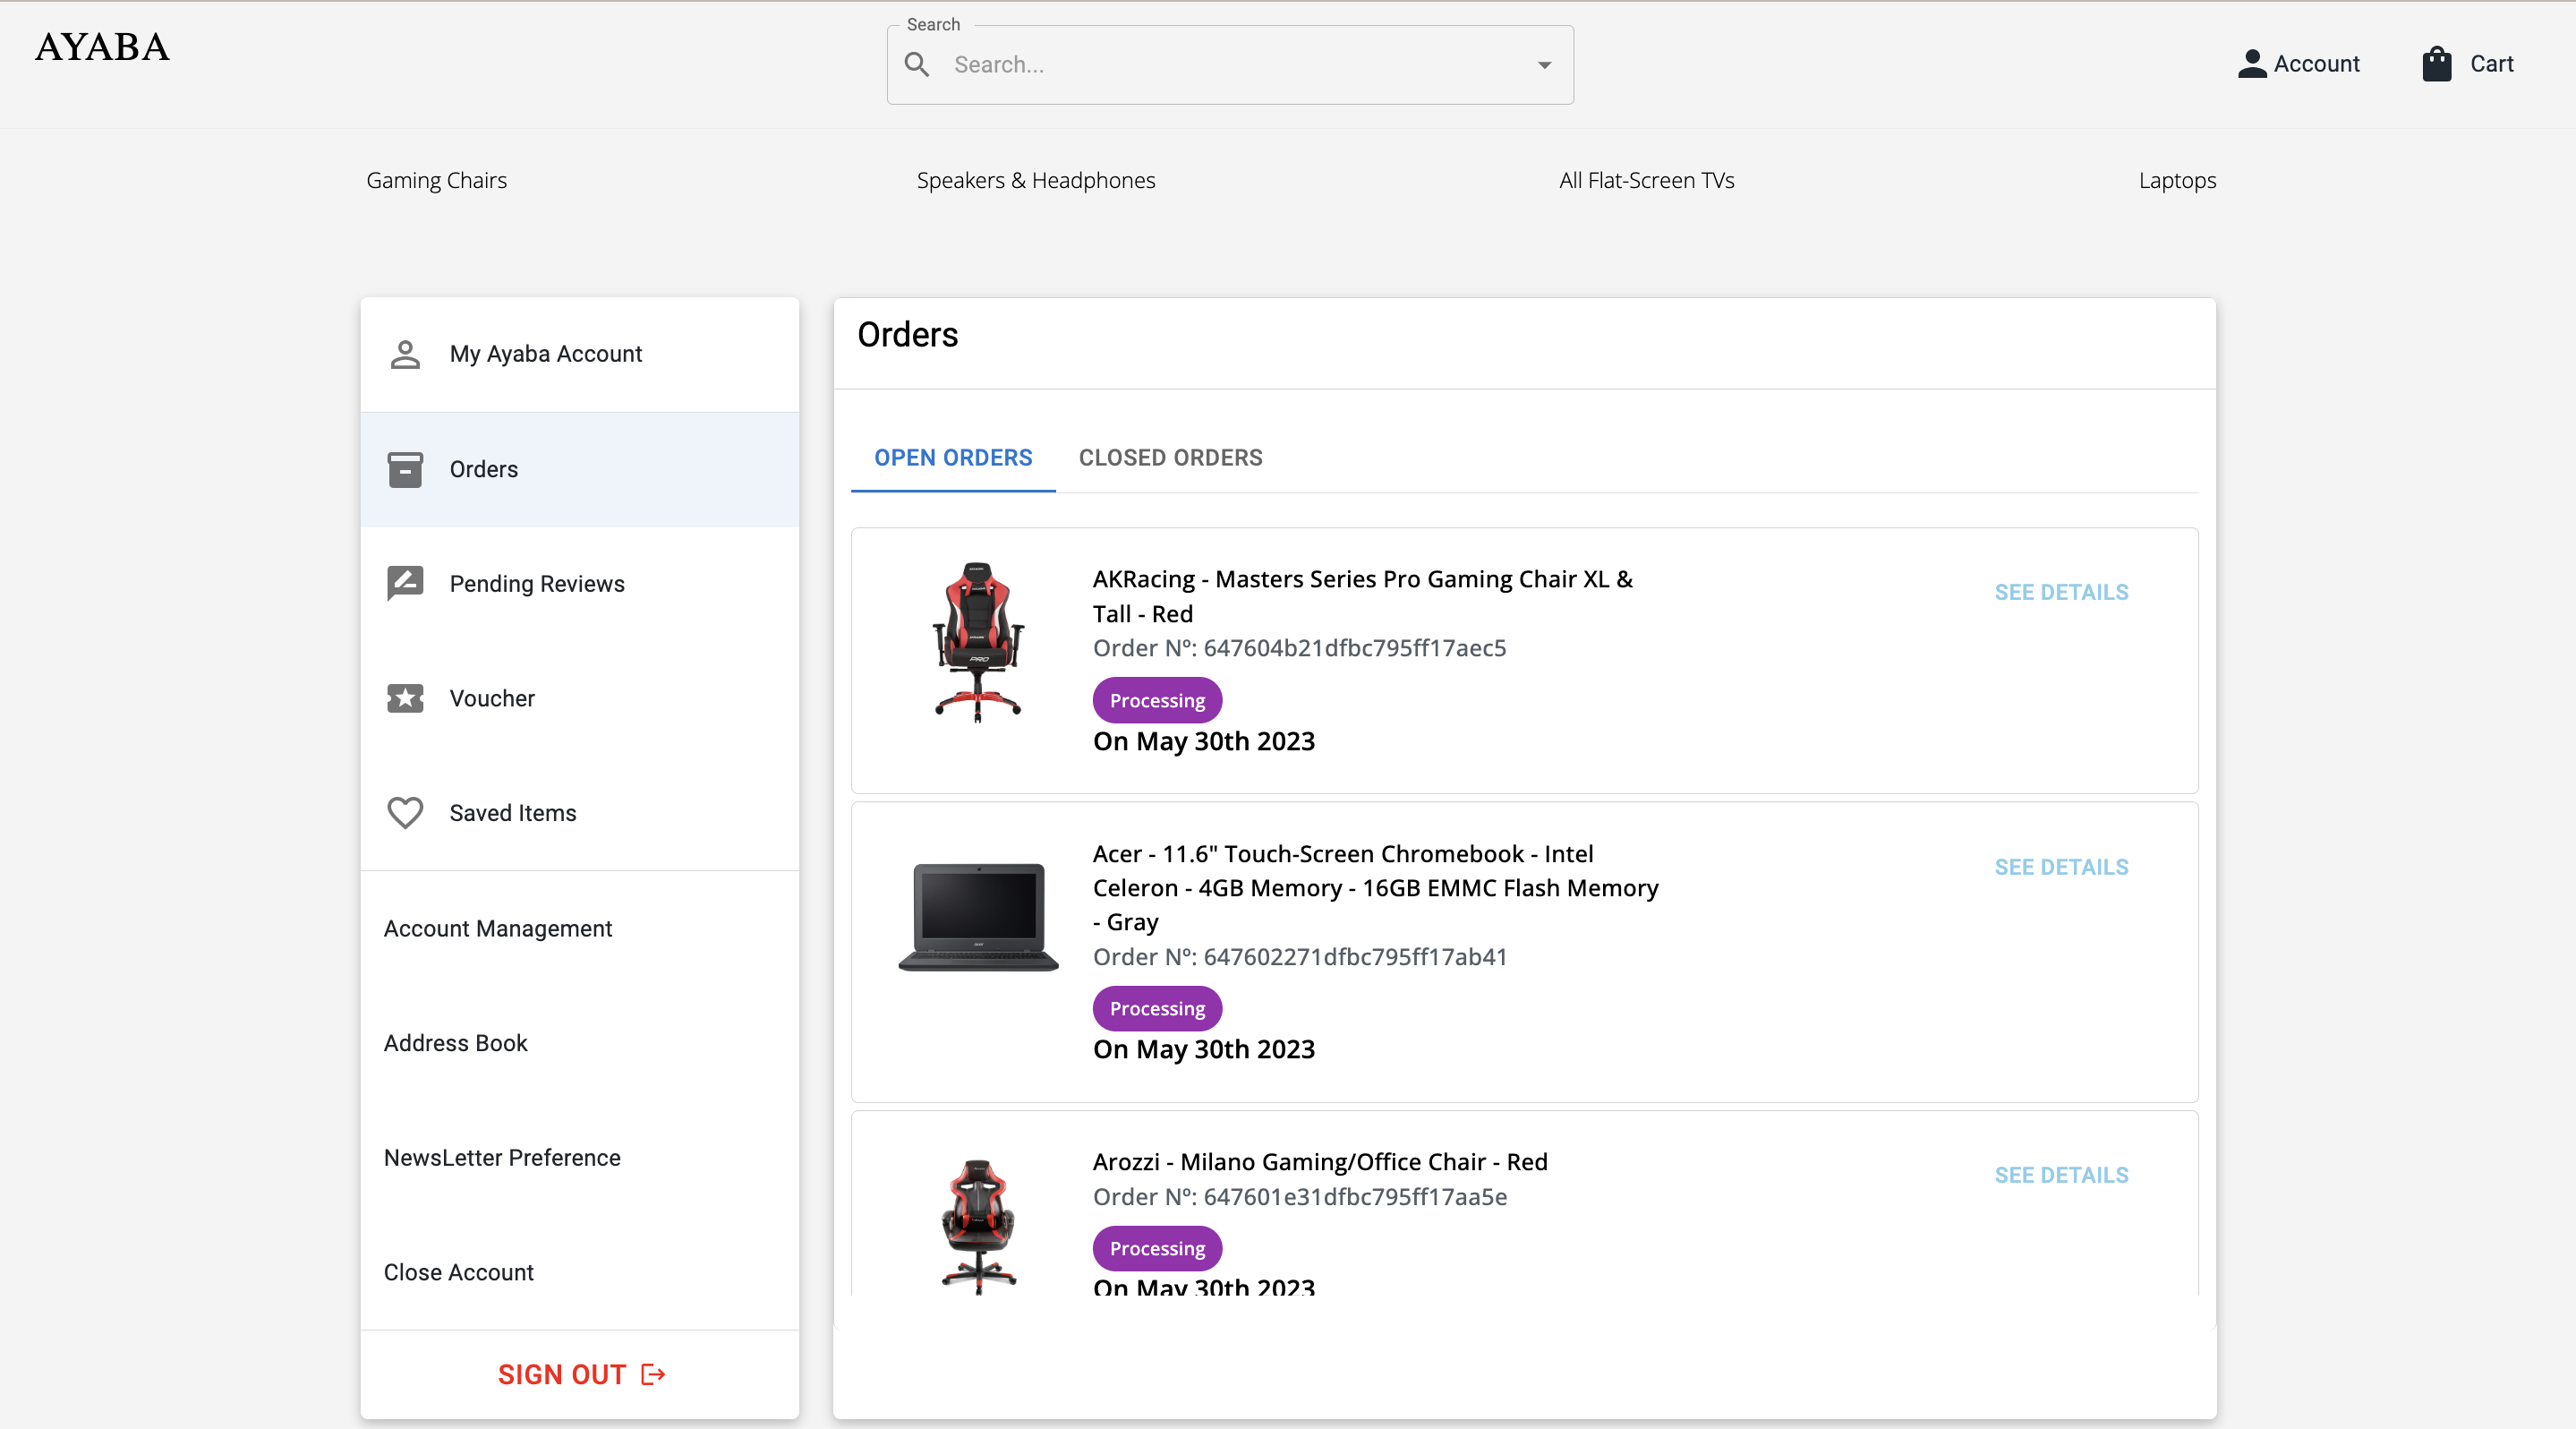 AYABA
Search
Search...
Account
Cart
Gaming Chairs
Speakers & Headphones
All Flat-Screen TVs
Laptops
My Ayaba Account
Orders
Pending Reviews
Voucher
Saved Items
Account Management
Address Book
NewsLetter Preference
Close Account
SIGN OUT
Orders
OPEN ORDERS
CLOSED ORDERS
AKRacing - Masters Series Pro Gaming Chair XL &
Tall - Red
Order Nº: 647604b21dfbc795ff17aec5
Processing
On May 30th 2023
SEE DETAILS
PRO
Acer - 11.6" Touch-Screen Chromebook - Intel
Celeron - 4GB Memory - 16GB EMMC Flash Memory
- Gray
Order Nº: 647602271dfbc795ff17ab41
Processing
On May 30th 2023
SEE DETAILS
Arozzi - Milano Gaming/Office Chair - Red
Order Nº: 647601e31dfbc795ff17aa5e
Processing
On May 30th 2023
SEE DETAILS